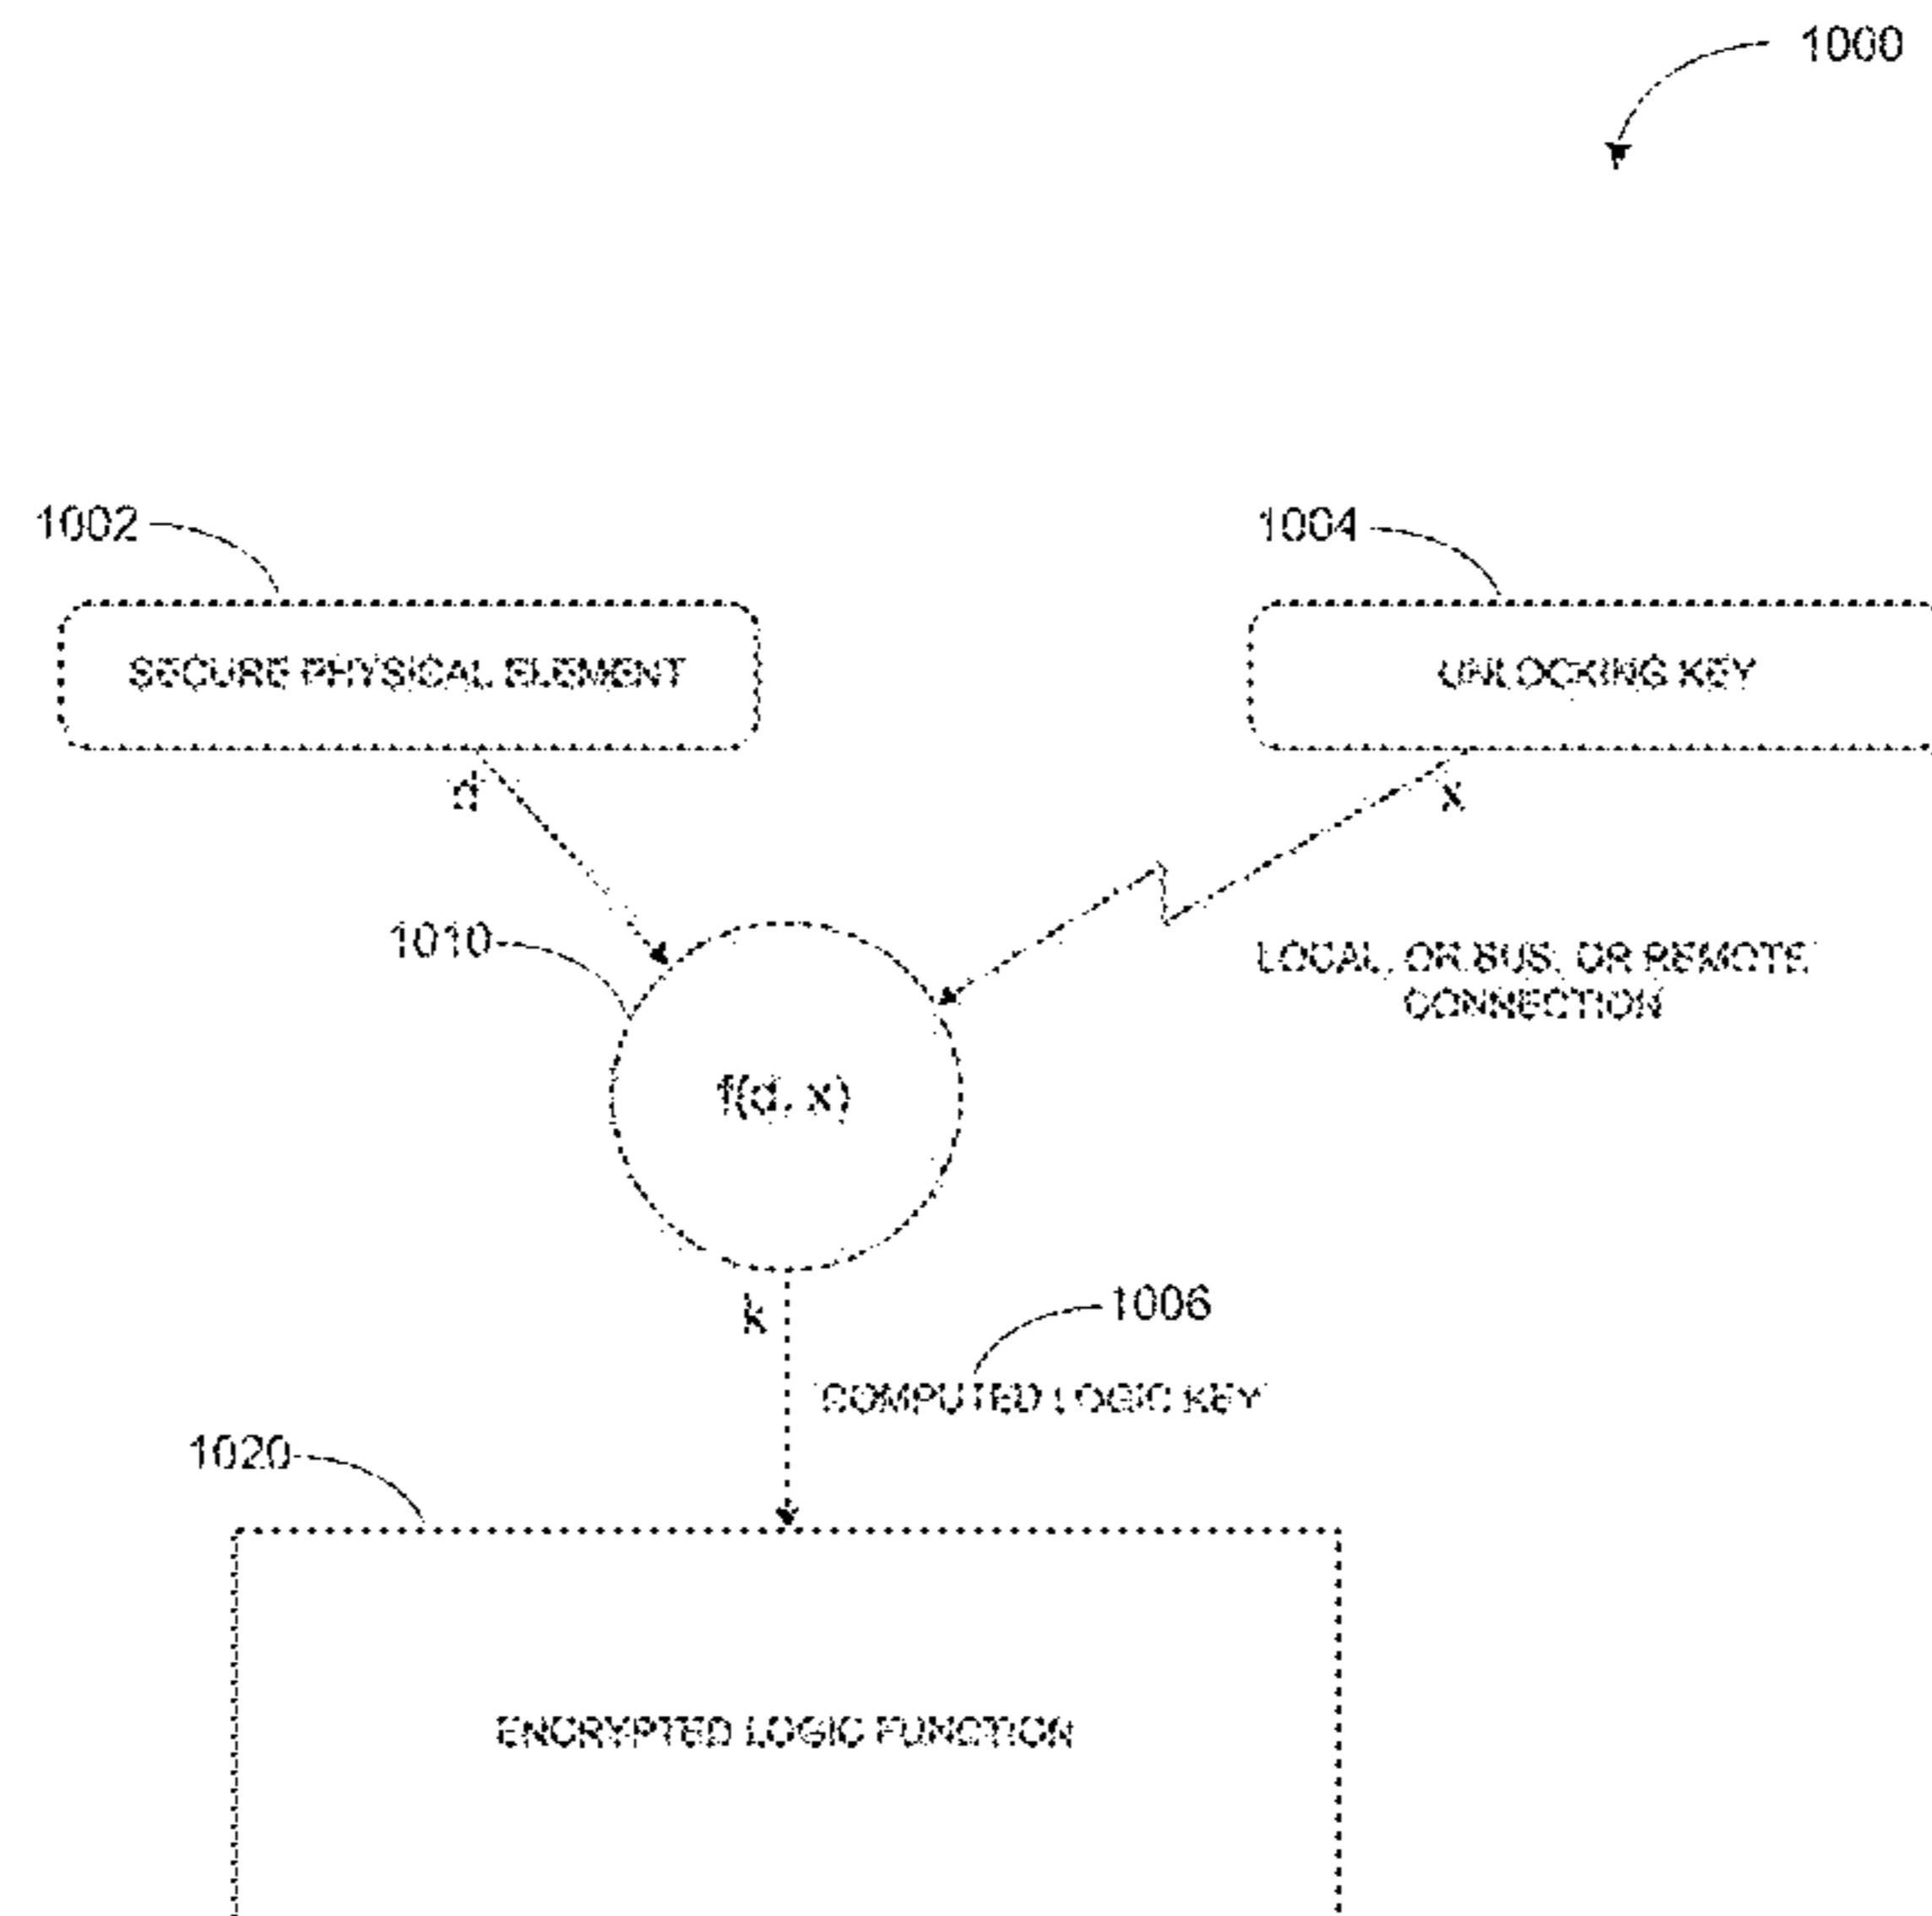 1000
1002
1004
SECURE PHYSICAL ELEMENT
UNLOCKING KEY
d
x
1010
LOCAL, OR BUS, OR REMOTE
CONNECTION
f(d, x)
k
1006
COMPUTED LOGIC KEY
1020
ENCRYPTED LOGIC FUNCTION